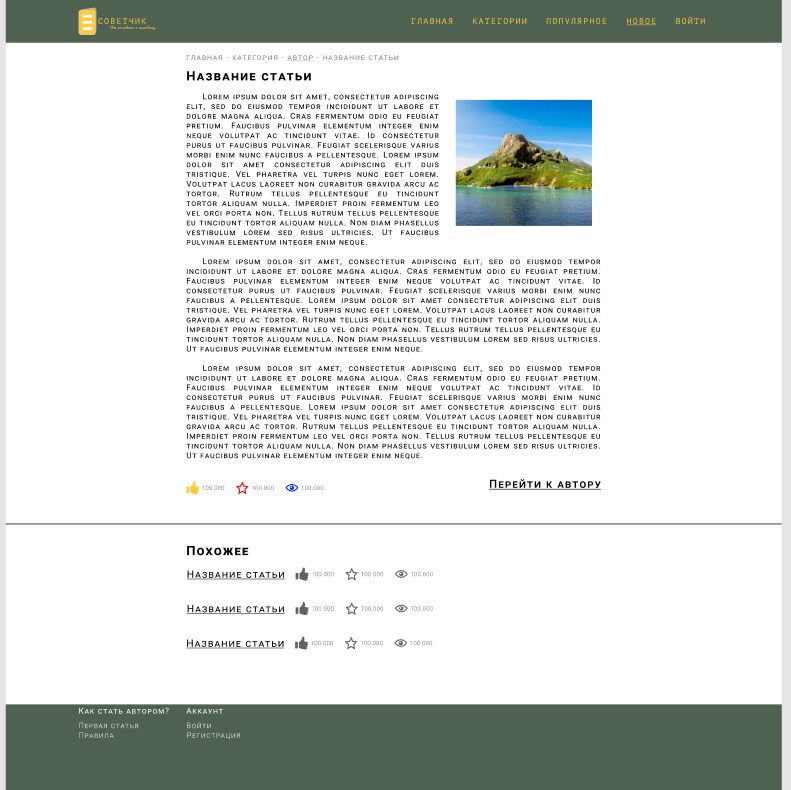 СОВЕТЧИК
ГЛАВНАЯ КАТЕГОРИИ ПОПУЛЯРНОЕ НОВОЕ ВОЙТИ
ГЛАВНАЯ - КАТЕГОРИЯ - АВТОР - НАЗВАНИЕ СТАТЬИ
Название статьи
Lorem ipsum dolor sit amet, consectetur adipiscing
elit, sed do eiusmod tempor incididunt ut labore et
dolore magna aliqua. Cras fermentum odio eu feugiat
pretium. Faucibus pulvinar elementum integer enim
neque volutpat ac tincidunt vitae. Id consectetur
purus ut faucibus pulvinar. Feugiat scelerisque varius
morbi enim nunc faucibus a pellentesque. Lorem ipsum
dolor sit amet consectetur adipiscing elit duis
tristique. Vel pharetra vel turpis nunc eget lorem.
Volutpat lacus laoreet non curabitur gravida arcu ac
tortor. Rutrum tellus pellentesque eu tincidunt
tortor aliquam nulla. Imperdiet proin fermentum leo
vel orci porta non. Tellus rutrum tellus pellentesque
eu tincidunt tortor aliquam nulla. Non diam phasellus
vestibulum lorem sed risus ultricies. Ut faucibus
pulvinar elementum integer enim neque.
Lorem ipsum dolor sit amet, consectetur adipiscing elit, sed do eiusmod tempor
incididunt ut labore et dolore magna aliqua. Cras fermentum odio eu feugiat pretium.
Faucibus pulvinar elementum integer enim neque volutpat ac tincidunt vitae. Id
consectetur purus ut faucibus pulvinar. Feugiat scelerisque varius morbi enim nunc
faucibus a pellentesque. Lorem ipsum dolor sit amet consectetur adipiscing elit duis
tristique. Vel pharetra vel turpis nunc eget lorem. Volutpat lacus laoreet non curabitur
gravida arcu ac tortor. Rutrum tellus pellentesque eu tincidunt tortor aliquam nulla.
Imperdiet proin fermentum leo vel orci porta non. Tellus rutrum tellus pellentesque eu
tincidunt tortor aliquam nulla. Non diam phasellus vestibulum lorem sed risus ultricies.
Ut faucibus pulvinar elementum integer enim neque.
Lorem ipsum dolor sit amet, consectetur adipiscing elit, sed do eiusmod tempor
incididunt ut labore et dolore magna aliqua. Cras fermentum odio eu feugiat pretium.
Faucibus pulvinar elementum integer enim neque volutpat ac tincidunt vitae. Id
consectetur purus ut faucibus pulvinar. Feugiat scelerisque varius morbi enim nunc
faucibus a pellentesque. Lorem ipsum dolor sit amet consectetur adipiscing elit duis
tristique. Vel pharetra vel turpis nunc eget lorem. Volutpat lacus laoreet non curabitur
gravida arcu ac tortor. Rutrum tellus pellentesque eu tincidunt tortor aliquam nulla.
Imperdiet proin fermentum leo vel orci porta non. Tellus rutrum tellus pellentesque eu
tincidunt tortor aliquam nulla. Non diam phasellus vestibulum lorem sed risus ultricies.
Ut faucibus pulvinar elementum integer enim neque.
100.000 100.000 100.000 Перейти к автору
Похожее
Название статьи 100.000 100.000 100.000
Название статьи 100.000 100.000 100.000
Название статьи 100.000 100.000 100.000
Как стать автором? Аккаунт
Первая статья Войти
Правила Регистрация